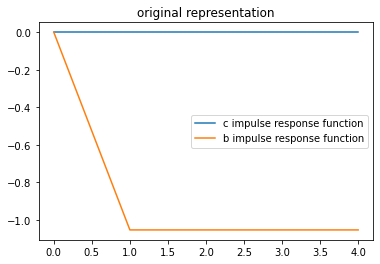 original representation
0.0
−0.2
−0.4
−0.6
−0.8
−1.0
c impulse response function
b impulse response function
0.0 0.5 1.0 1.5 2.0 2.5 3.0 3.5 4.0